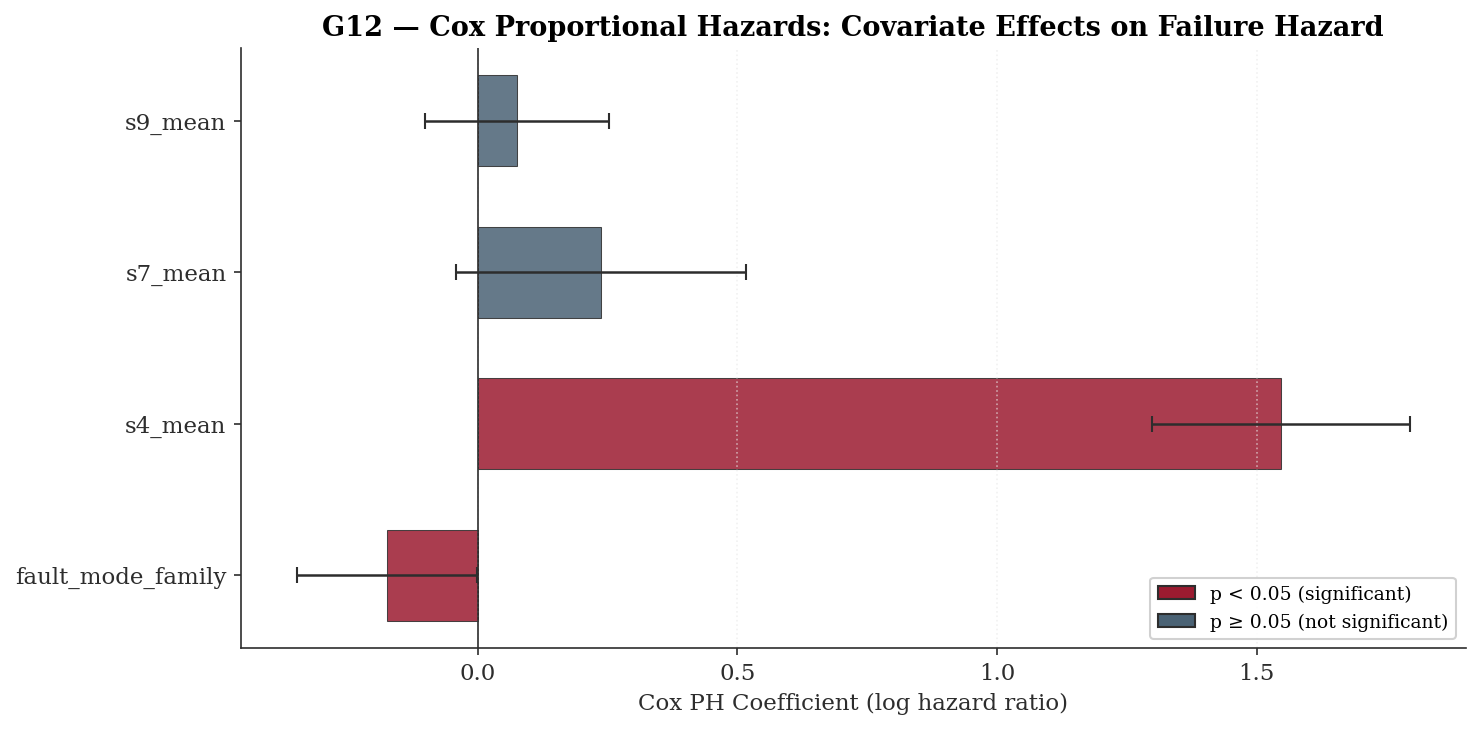 G12 — Cox Proportional Hazards: Covariate Effects on Failure Hazard
s9_mean
s7_mean
s4_mean
fault_mode_family
p < 0.05 (significant)
p ≥ 0.05 (not significant)
0.0 0.5 1.0 1.5
Cox PH Coefficient (log hazard ratio)